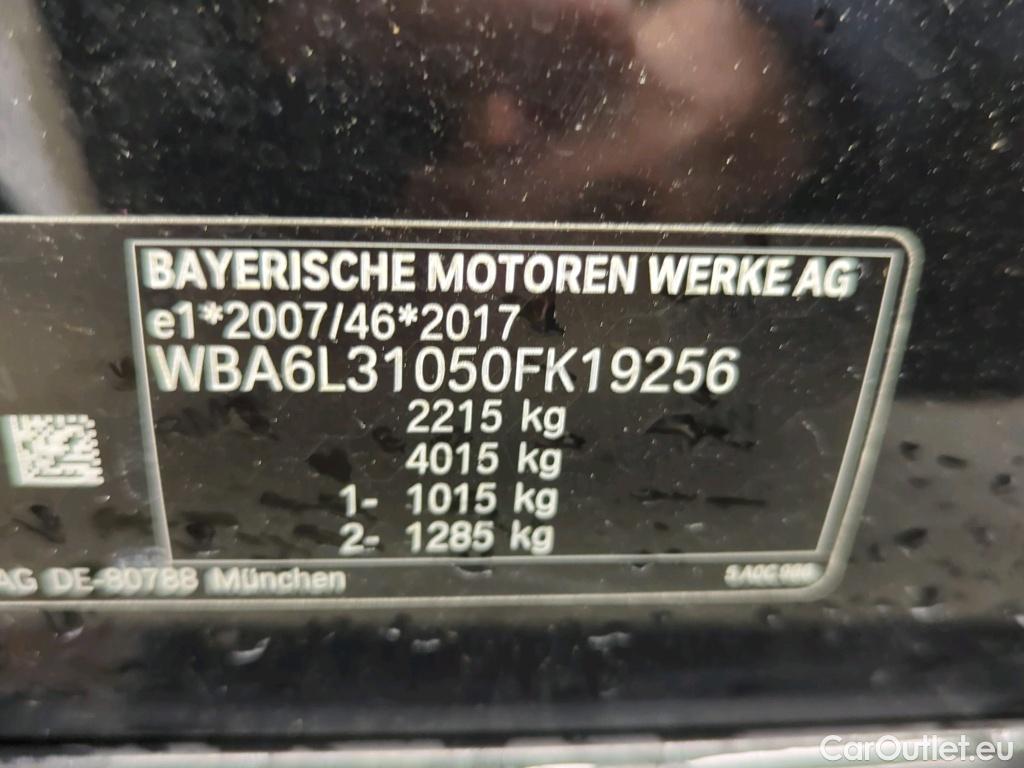 BAYERISCHE MOTOREN WERKE AG
e1*2007/46*2017
WBA6L31050FK19256
2215 kg
4015 kg
1- 1015 kg
2- 1285 kg
AG DE-80788 München
CarOutlet.eu